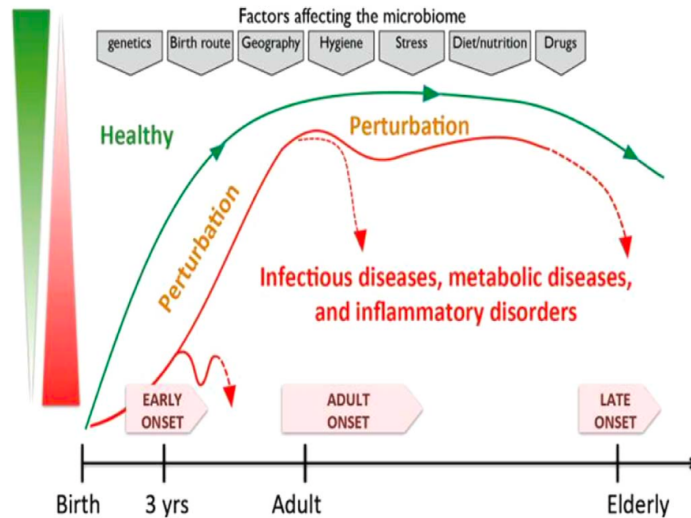 Factors affecting the microbiome
genetics
Birth route
Geography
Hygiene
Stress
Diet/nutrition
Drugs
Healthy
Perturbation
Perturbation
Infectious diseases, metabolic diseases,
and inflammatory disorders
EARLY
ONSET
ADULT
ONSET
LATE
ONSET
Birth
3 yrs
Adult
Elderly